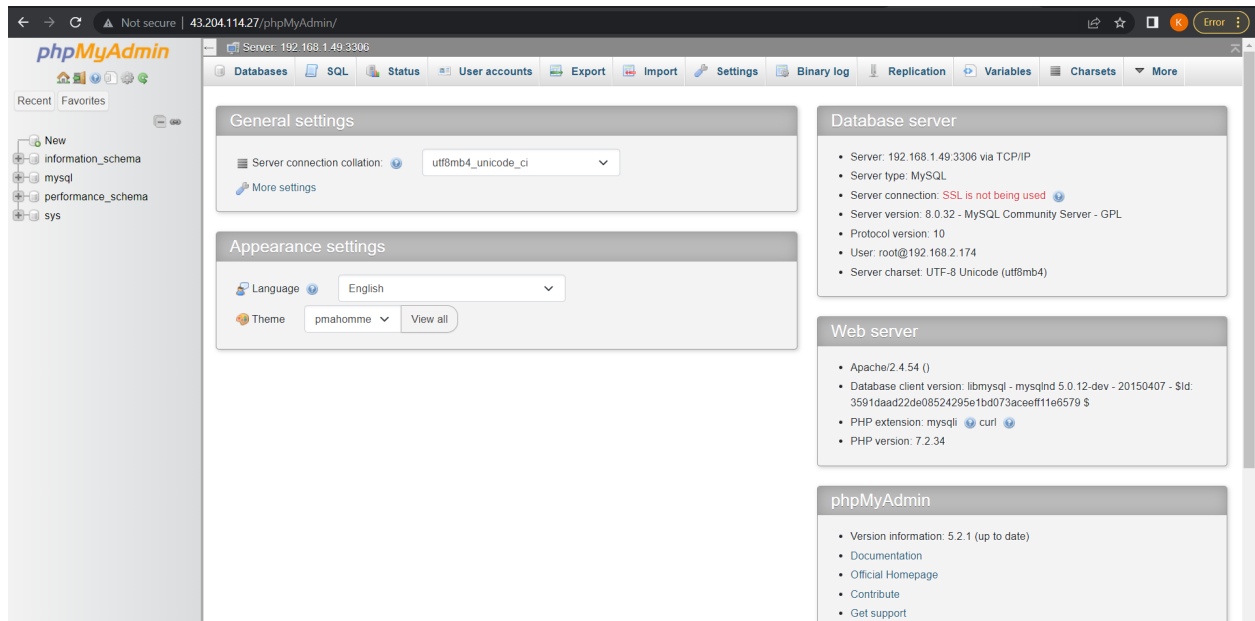 Not secure | 43.204.114.27/phpMyAdmin/
K
Error
phpMyAdmin
Recent Favorites
New
information_schema
mysql
performance_schema
sys
Server: 192.168.1.49:3306
Databases SQL Status User accounts Export Import Settings Binary log Replication Variables Charsets More
General settings
Server connection collation: utf8mb4_unicode_ci
More settings
Appearance settings
Language English
Theme pmahomme View all
Database server
Server: 192.168.1.49:3306 via TCP/IP
Server type: MySQL
Server connection: SSL is not being used
Server version: 8.0.32 - MySQL Community Server - GPL
Protocol version: 10
User: root@192.168.2.174
Server charset: UTF-8 Unicode (utf8mb4)
Web server
Apache/2.4.54 ()
Database client version: libmysql - mysqlnd 5.0.12-dev - 20150407 - $Id:
3591daad22de08524295e1bd073aceeff11e6579 $
PHP extension: mysqli curl
PHP version: 7.2.34
phpMyAdmin
Version information: 5.2.1 (up to date)
Documentation
Official Homepage
Contribute
Get support